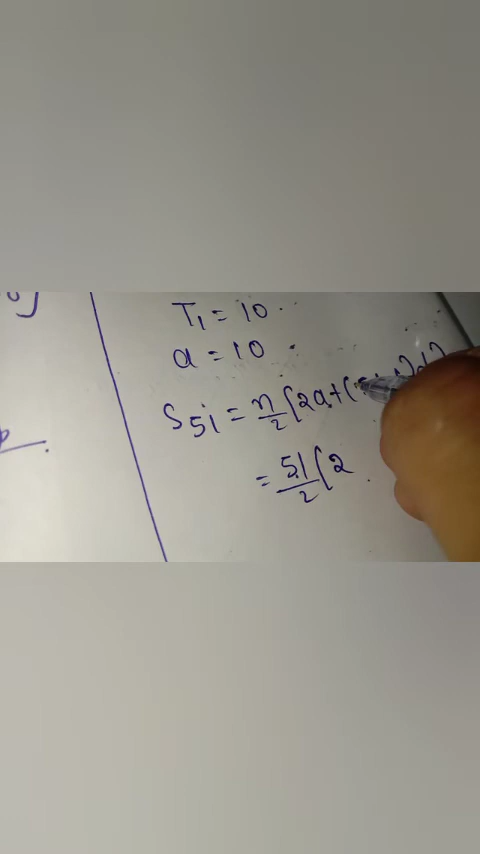 T₁ = 10
a = 10
S₅₁ = n/2 [2a + (
= 51/2 [2